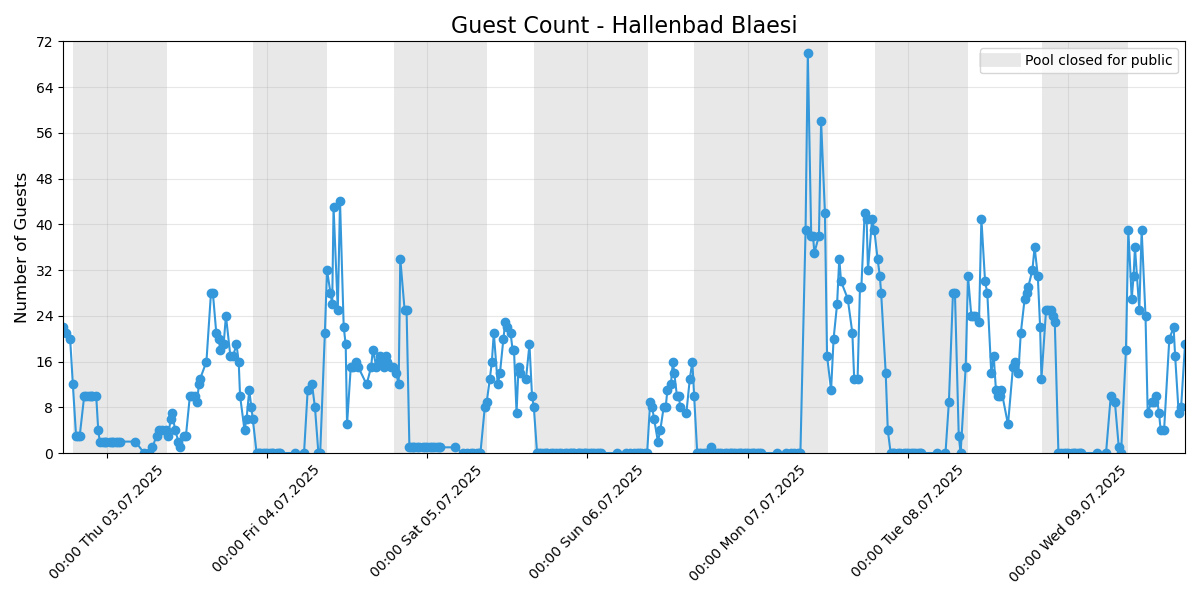 Guest Count - Hallenbad Blaesi
Pool closed for public
Number of Guests
72
64
56
48
40
32
24
16
8
0
00:00 Thu 03.07.2025
00:00 Fri 04.07.2025
00:00 Sat 05.07.2025
00:00 Sun 06.07.2025
00:00 Mon 07.07.2025
00:00 Tue 08.07.2025
00:00 Wed 09.07.2025